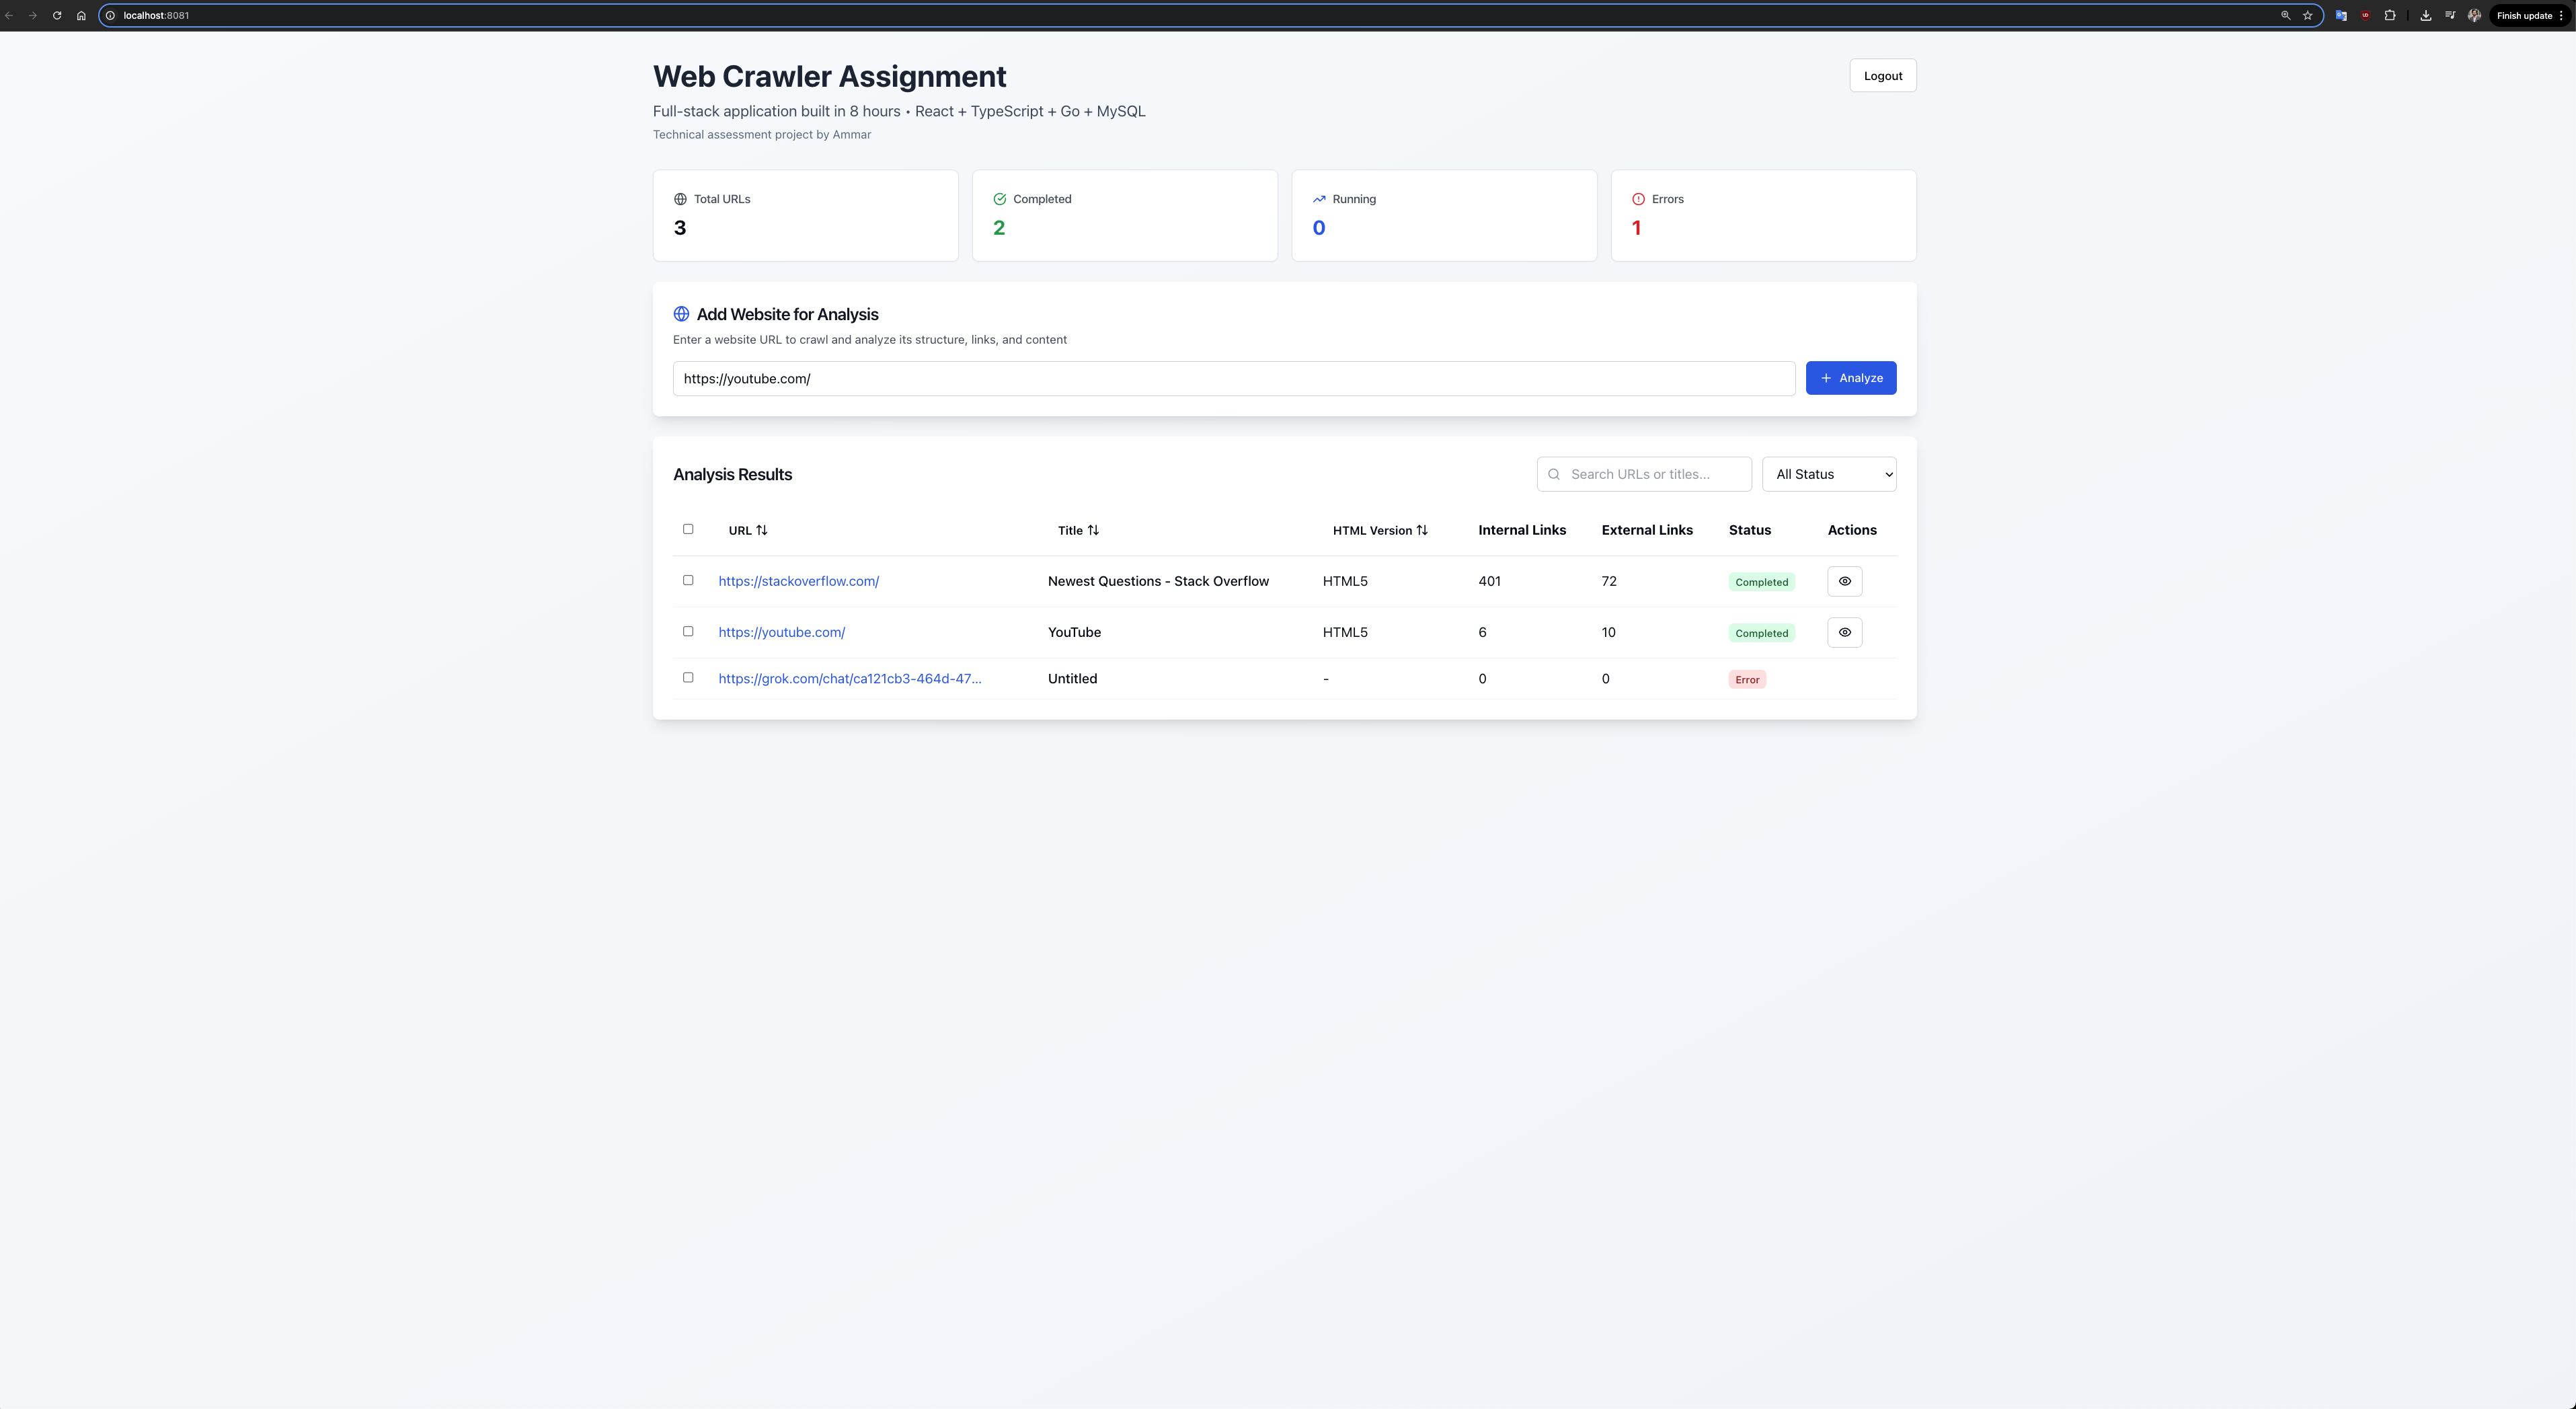 localhost:8081
Finish update
Web Crawler Assignment
Logout
Full-stack application built in 8 hours • React + TypeScript + Go + MySQL
Technical assessment project by Ammar
Total URLs
3
Completed
2
Running
0
Errors
1
Add Website for Analysis
Enter a website URL to crawl and analyze its structure, links, and content
https://youtube.com/
Analyze
Analysis Results
Search URLs or titles...
All Status
URL Title HTML Version Internal Links External Links Status Actions
https://stackoverflow.com/ Newest Questions - Stack Overflow HTML5 401 72 Completed
https://youtube.com/ YouTube HTML5 6 10 Completed
https://grok.com/chat/ca121cb3-464d-47... Untitled - 0 0 Error